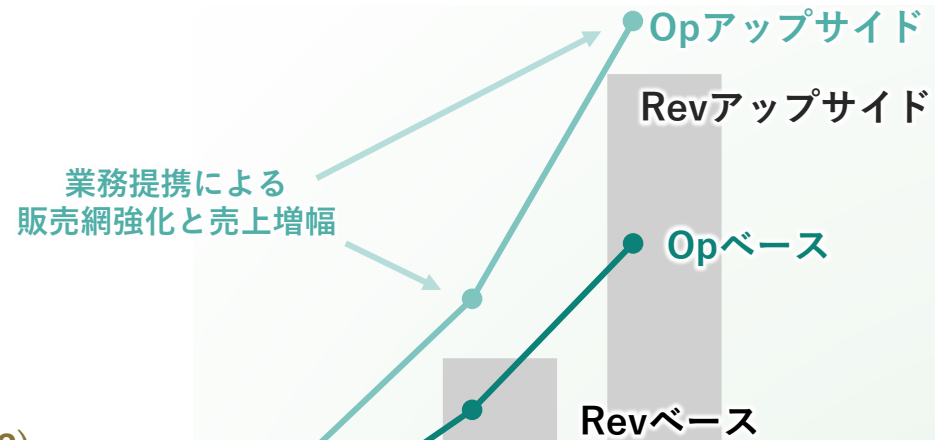 Opアップサイド
Revアップサイド
業務提携による
販売網強化と売上増幅
Opベース
Revベース